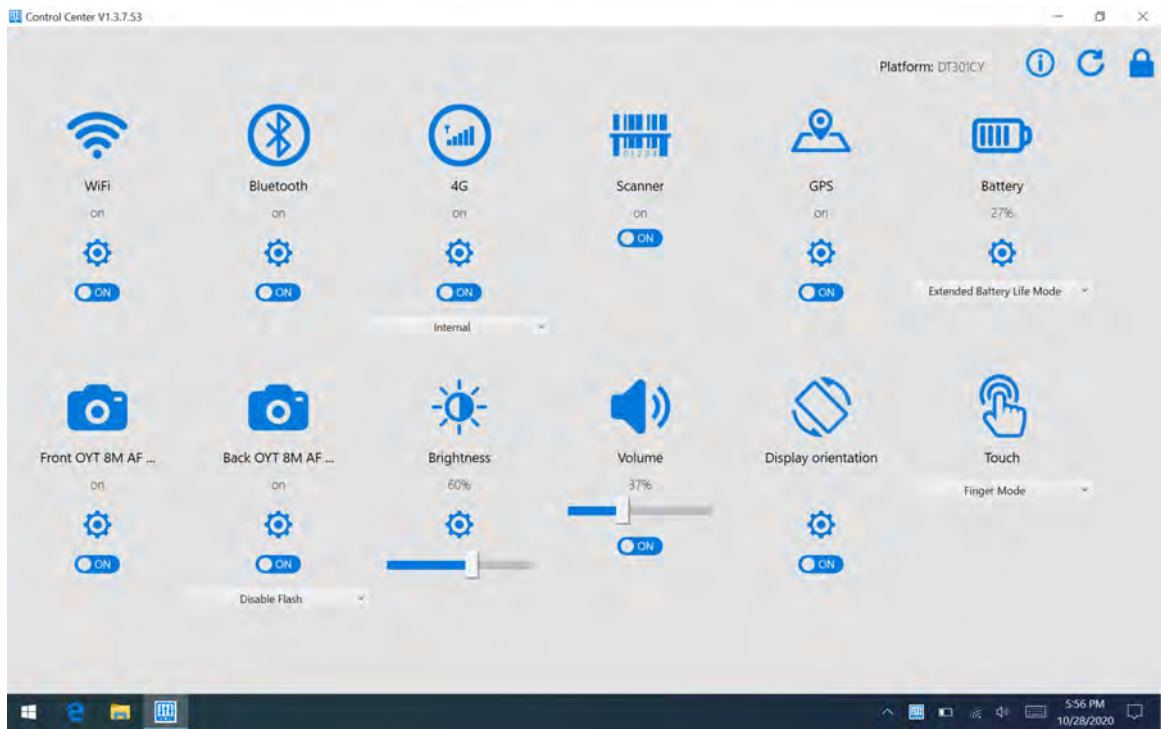 Control Center V1.3.7.53
Platform: DT301CY
WiFi
on
ON
Bluetooth
on
ON
4G
on
ON
Internal
01234
Scanner
on
ON
GPS
on
ON
Battery
27%
Extended Battery Life Mode
Front OYT 8M AF ...
on
ON
Back OYT 8M AF ...
on
ON
Disable Flash
Brightness
60%
Volume
37%
ON
Display orientation
ON
Touch
Finger Mode
5:56 PM
10/28/2020